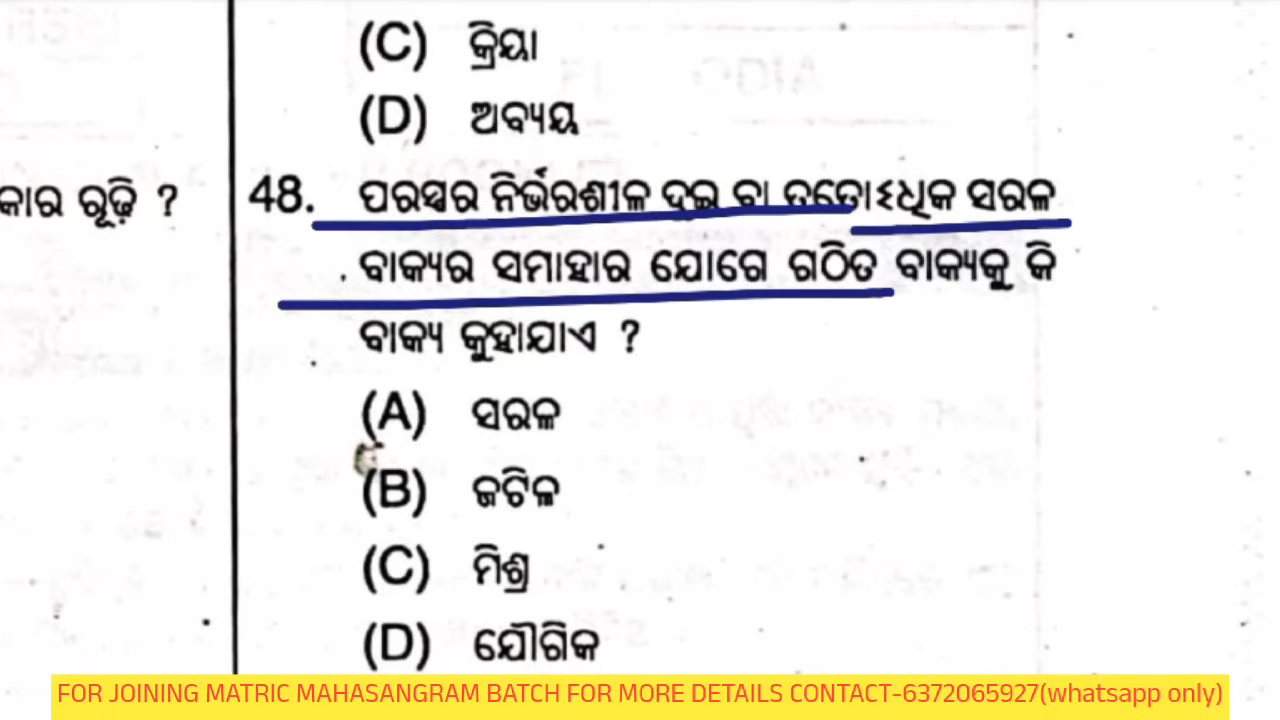 (C) କ୍ରିୟା
(D) ଅବ୍ୟୟ
କାର ରୂଢ଼ି ?
48. ପରସ୍ପର ନିର୍ଭରଶୀଳ ଦୁଇ ବା ତତୋଽଧିକ ସରଳ
ବାକ୍ୟର ସମାହାର ଯୋଗେ ଗଠିତ ବାକ୍ୟକୁ କି
ବାକ୍ୟ କୁହାଯାଏ ?
(A) ସରଳ
(B) ଜଟିଳ
(C) ମିଶ୍ର
(D) ଯୌଗିକ
FOR JOINING MATRIC MAHASANGRAM BATCH FOR MORE DETAILS CONTACT-6372065927(whatsapp only)